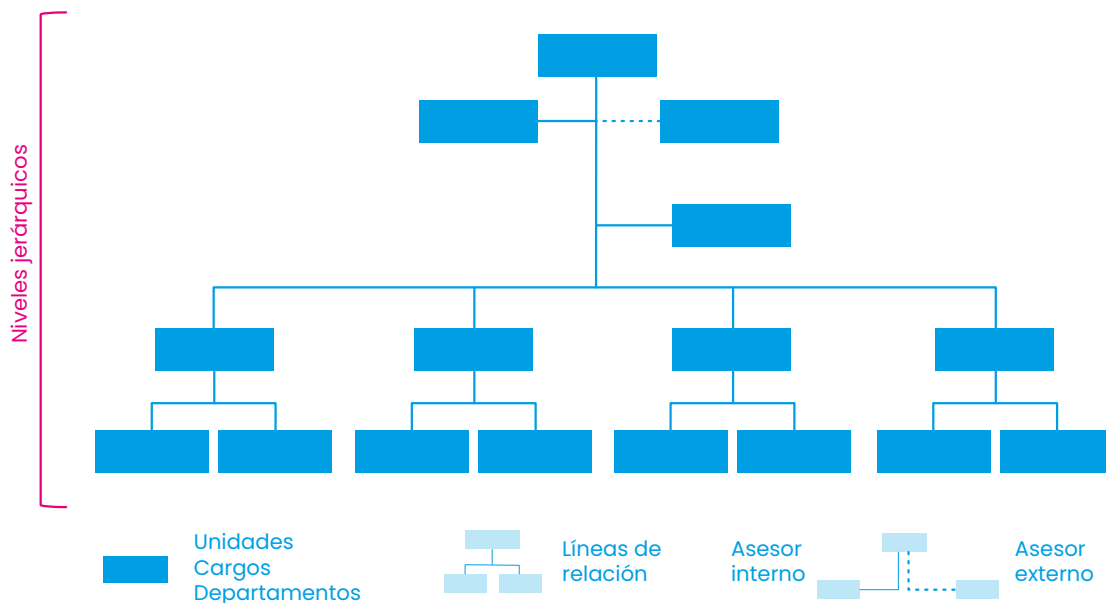 Niveles jerárquicos
Unidades
Cargos
Departamentos
Líneas de
relación
Asesor
interno
Asesor
externo